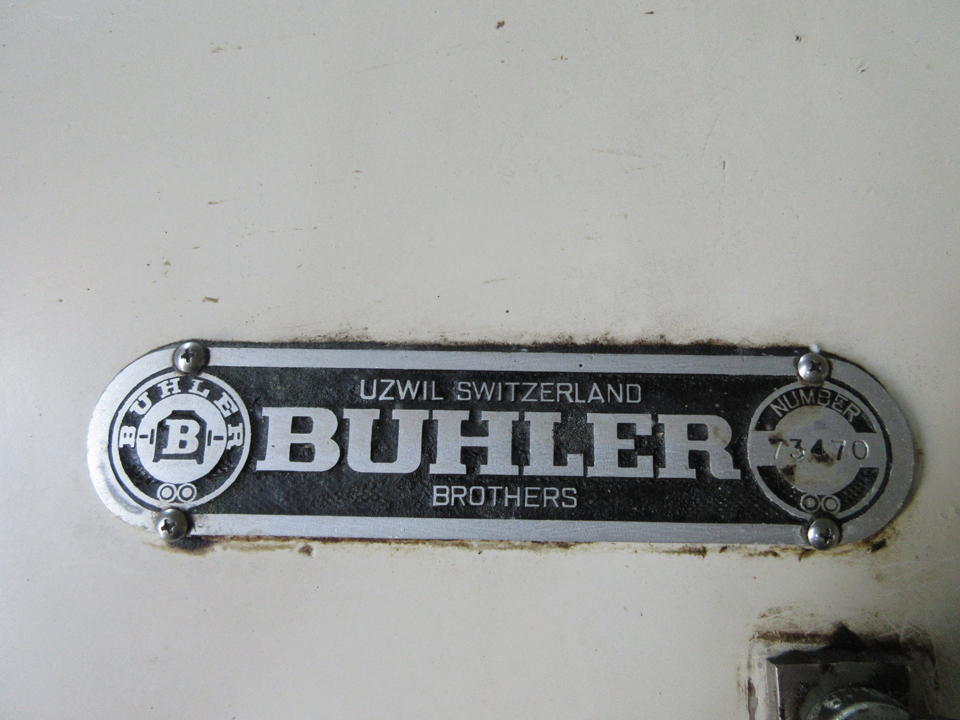 BUHLER
B
UZWIL SWITZERLAND
BUHLER
BROTHERS
NUMBER
73470